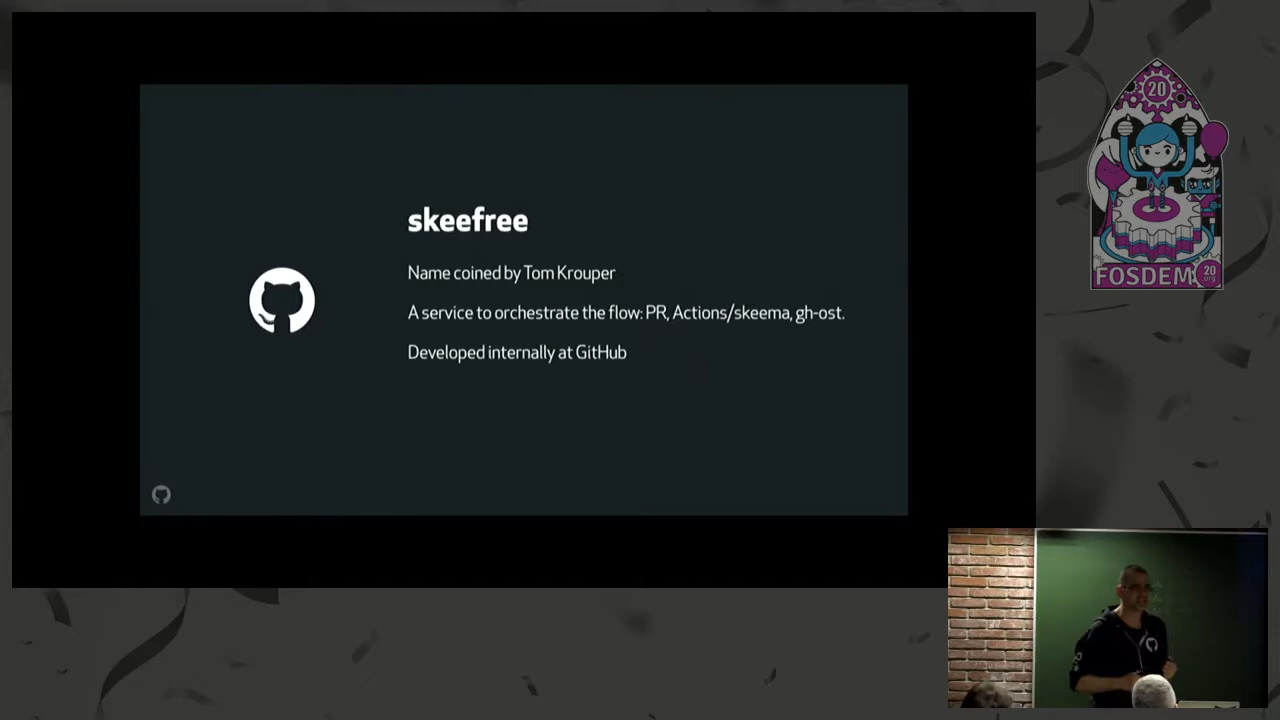 skeefree
Name coined by Tom Krouper
A service to orchestrate the flow: PR, Actions/skeema, gh-ost.
Developed internally at GitHub
20
FOSDEM
20
.org